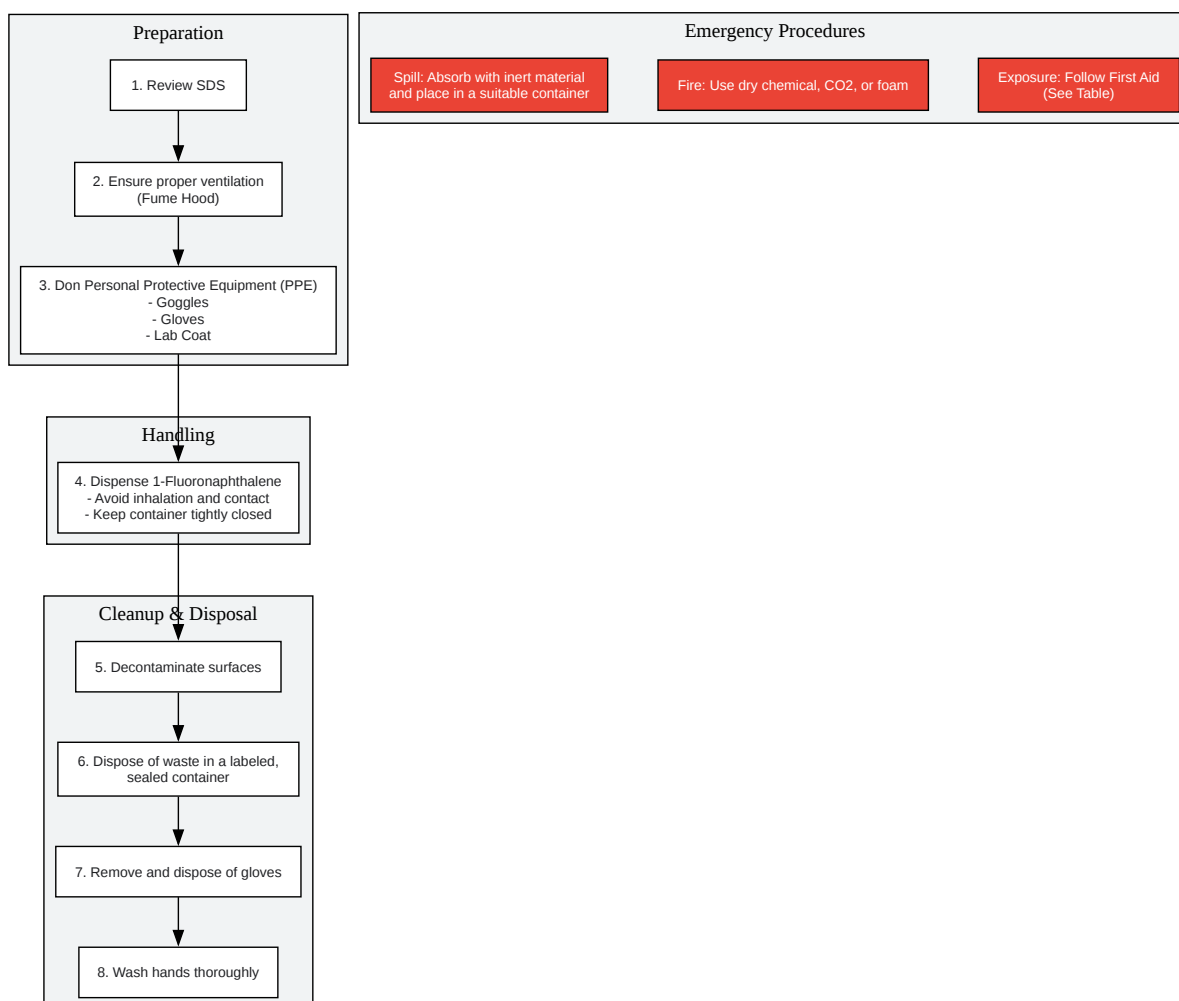 Preparation
1. Review SDS
2. Ensure proper ventilation
(Fume Hood)
3. Don Personal Protective Equipment (PPE)
- Goggles
- Gloves
- Lab Coat
Handling
4. Dispense 1-Fluoronaphthalene
- Avoid inhalation and contact
- Keep container tightly closed
Cleanup & Disposal
5. Decontaminate surfaces
6. Dispose of waste in a labeled,
sealed container
7. Remove and dispose of gloves
8. Wash hands thoroughly
Emergency Procedures
Spill: Absorb with inert material
and place in a suitable container
Fire: Use dry chemical, CO2, or foam
Exposure: Follow First Aid
(See Table)